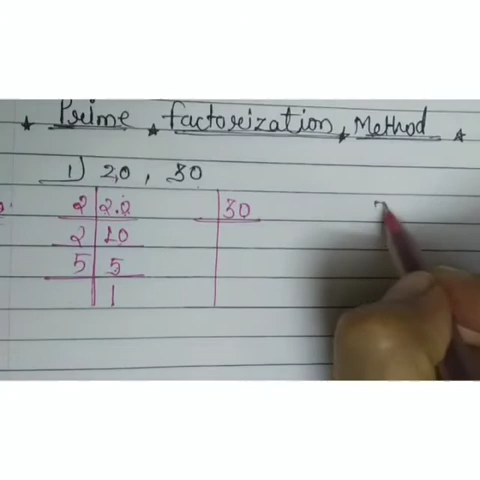 ★ Prime ★ factorization ★ Method ★
1) 20, 30
2 20 30
2 10
5 5
1